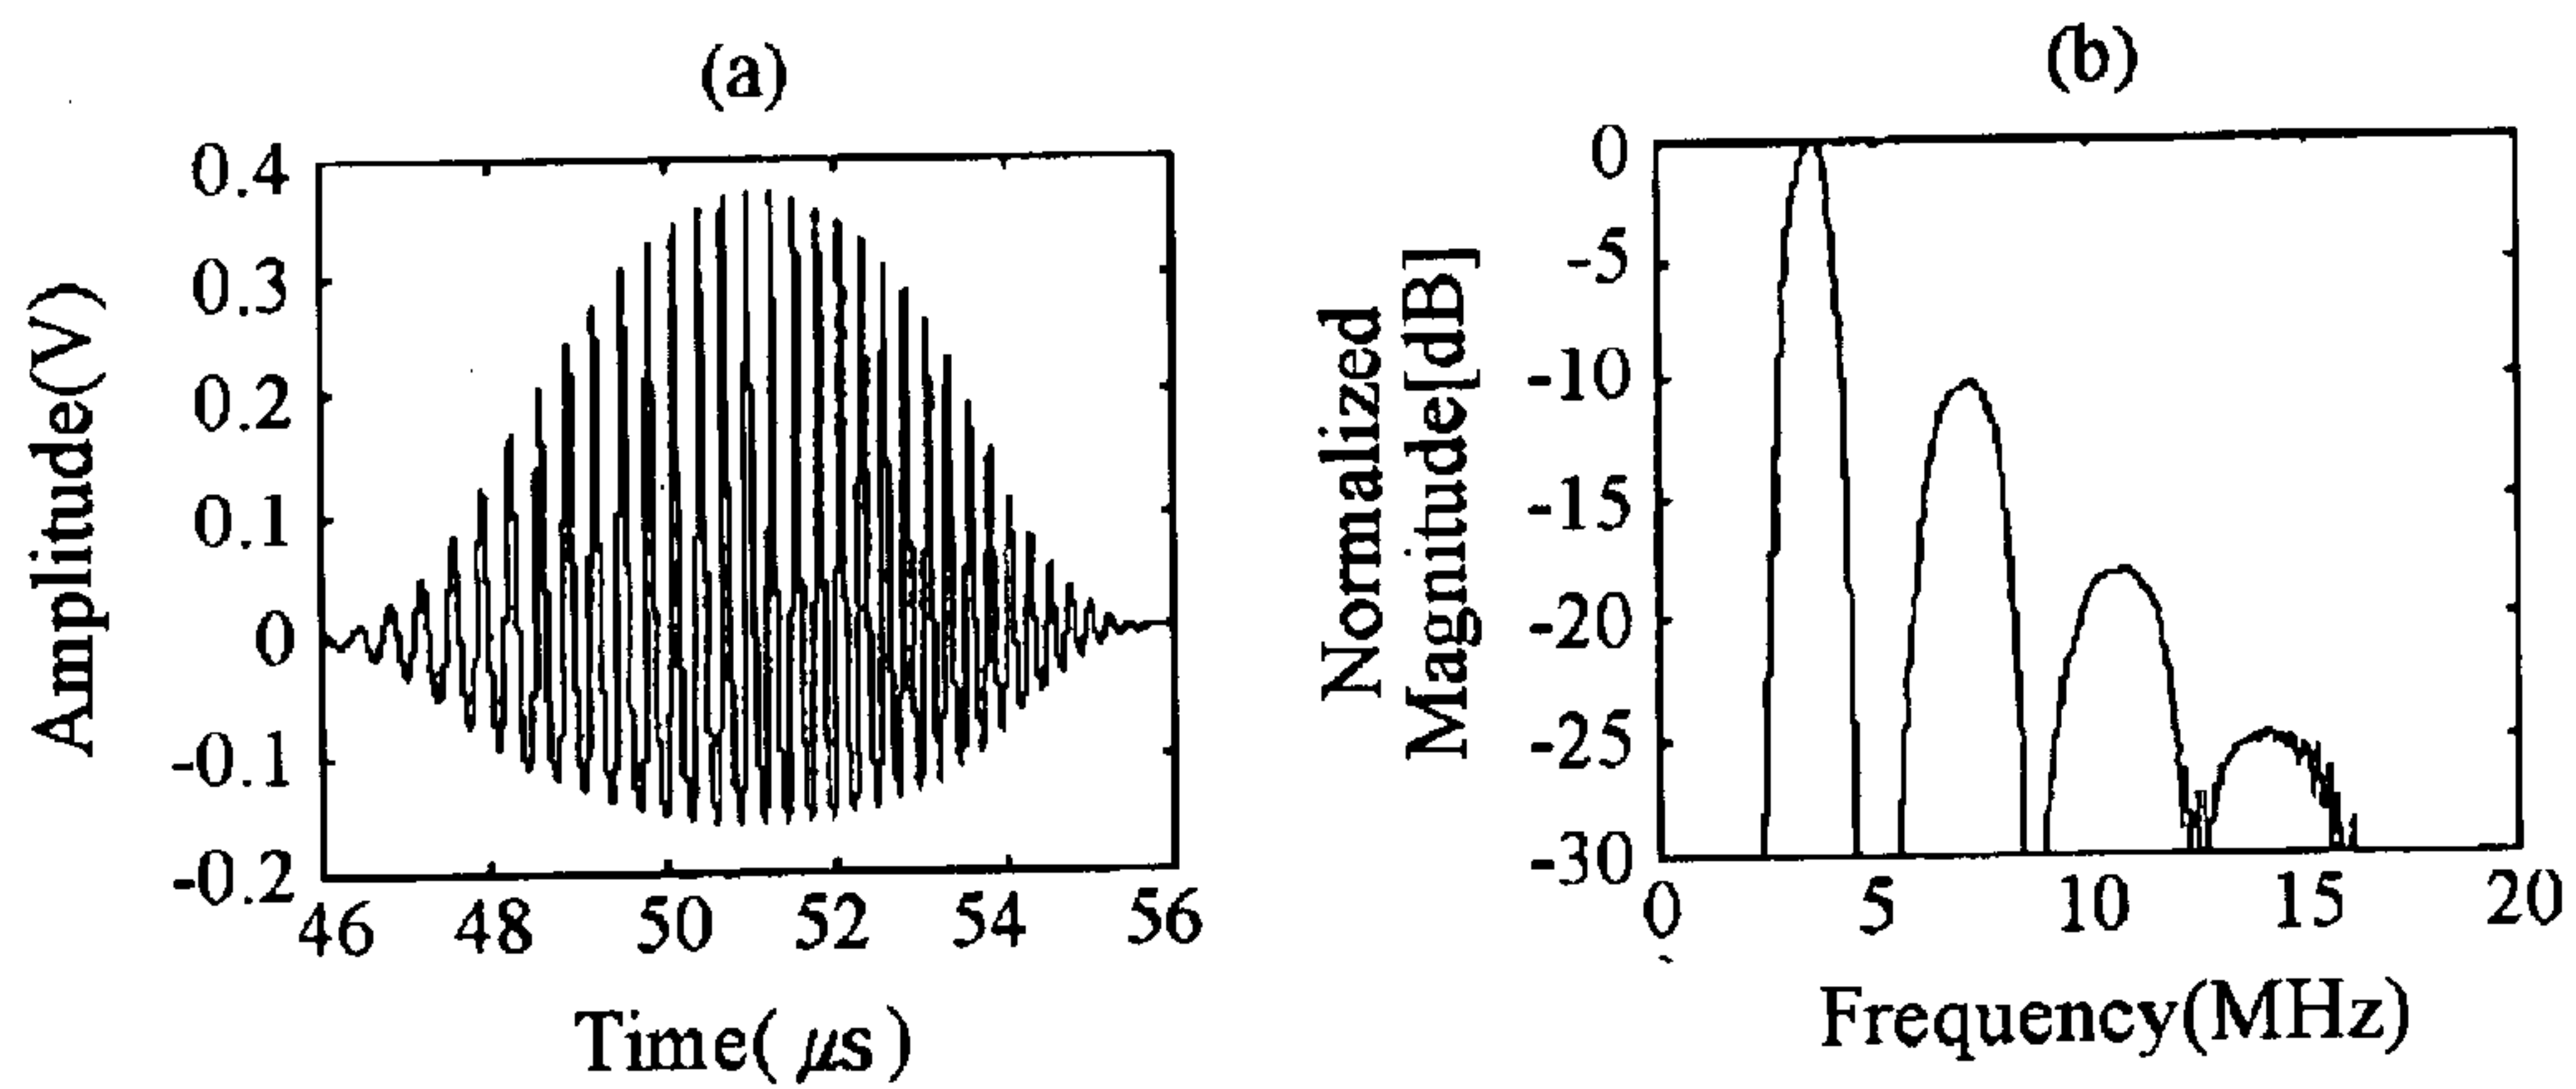 (a)
0.4
0.3
0.2
0.1
0
-0.1
-0.2
Amplitude(V)
46 48 50 52 54 56
Time(μs)
(b)
0
-5
-10
-15
-20
-25
-30
Normalized
Magnitude[dB]
0 5 10 15 20
Frequency(MHz)